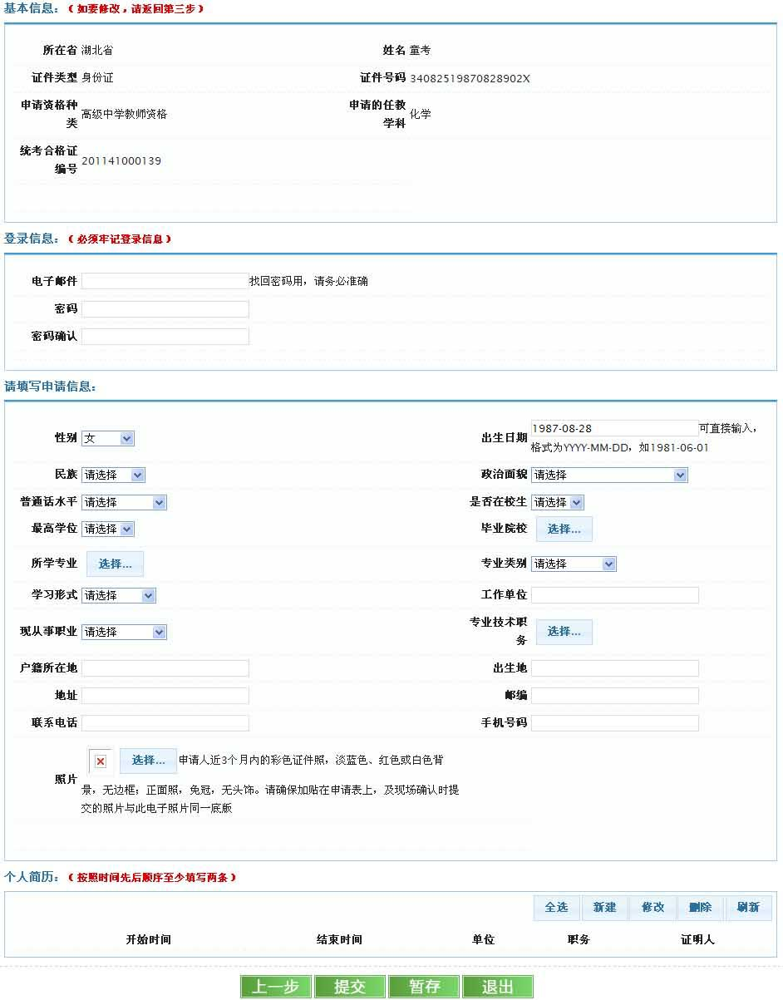 基本信息：（如要修改，请返回第三步）
所在省 湖北省 姓名 童考
证件类型 身份证 证件号码 34082519870828902X
申请资格种类 高级中学教师资格 申请的任教学科 化学
统考合格证编号 201141000139
登录信息：（必须牢记登录信息）
电子邮件 找回密码用，请务必准确
密码
密码确认
请填写申请信息：
性别 女 出生日期 1987-08-28 可直接输入，
格式为YYYY-MM-DD，如1981-06-01
民族 请选择 政治面貌 请选择
普通话水平 请选择 是否在校生 请选择
最高学位 请选择 毕业院校 选择...
所学专业 选择... 专业类别 请选择
学习形式 请选择 工作单位
现从事职业 请选择 专业技术职务 选择...
户籍所在地 出生地
地址 邮编
联系电话 手机号码
照片 选择... 申请人近3个月内的彩色证件照，淡蓝色、红色或白色背
景，无边框；正面照，免冠，无头饰。请确保加贴在申请表上，及现场确认时提
交的照片与此电子照片同一底版
个人简历：（按照时间先后顺序至少填写两条）
全选 新建 修改 删除 刷新
开始时间 结束时间 单位 职务 证明人
上一步 提交 暂存 退出